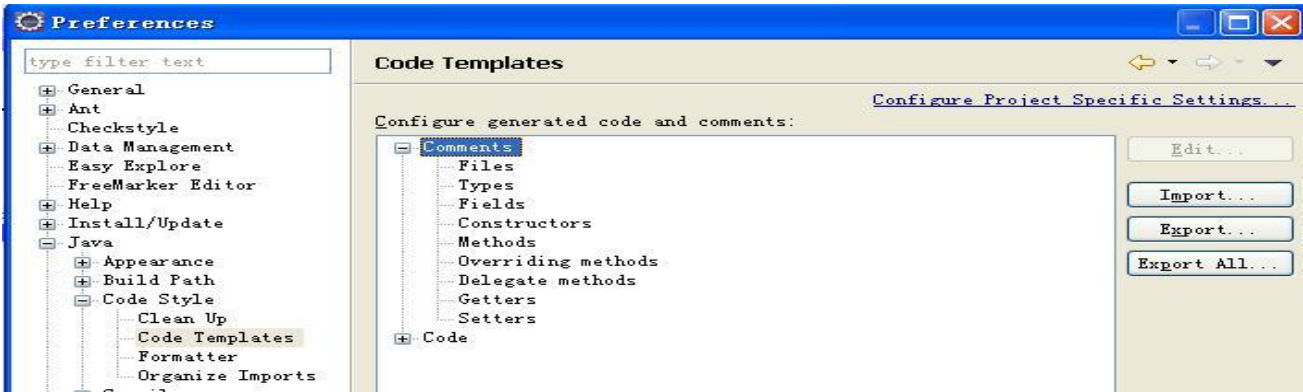 Preferences
type filter text
General
Ant
Checkstyle
Data Management
Easy Explore
FreeMarker Editor
Help
Install/Update
Java
Appearance
Build Path
Code Style
Clean Up
Code Templates
Formatter
Organize Imports
Code Templates
Configure Project Specific Settings...
Configure generated code and comments:
Comments
Files
Types
Fields
Constructors
Methods
Overriding methods
Delegate methods
Getters
Setters
Code
Edit...
Import...
Export...
Export All...